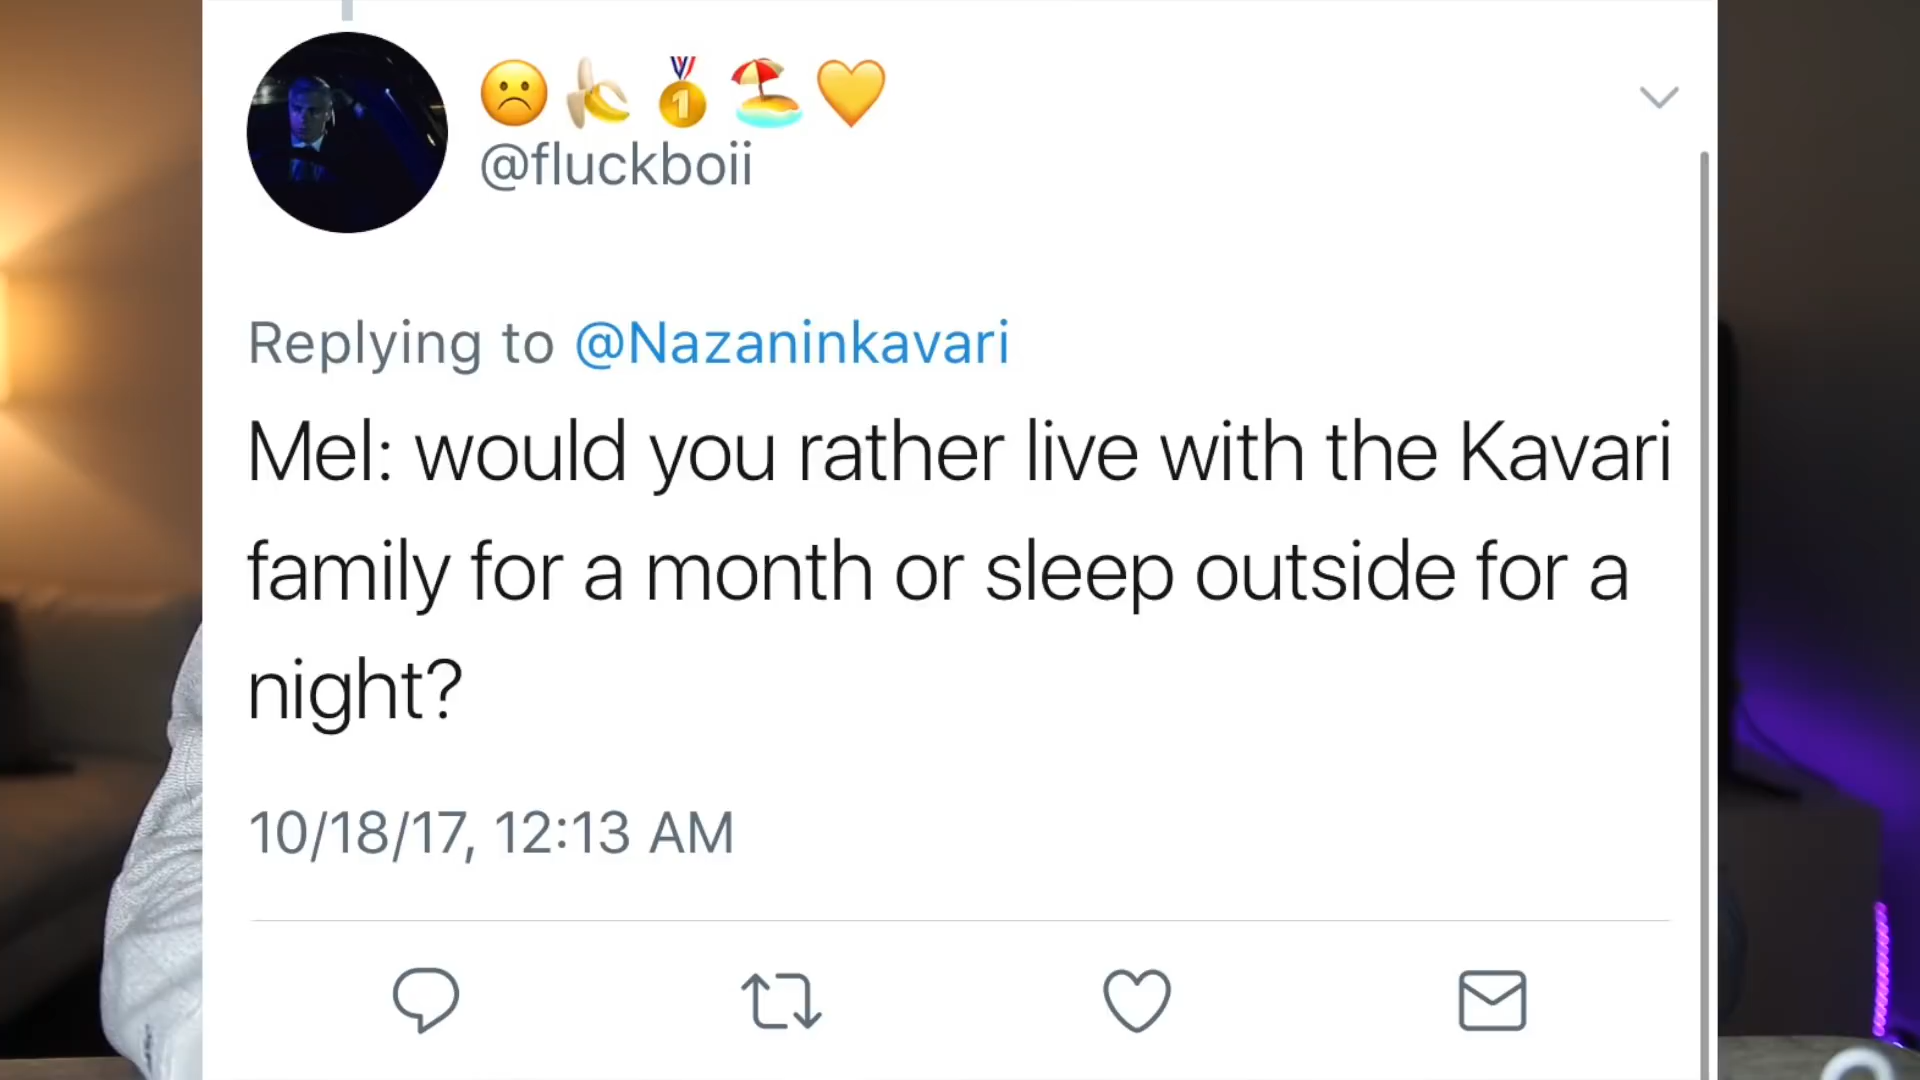 ☹️🍌🥇🏖️💛
@fluckboii
Replying to @Nazaninkavari
Mel: would you rather live with the Kavari
family for a month or sleep outside for a
night?
10/18/17, 12:13 AM